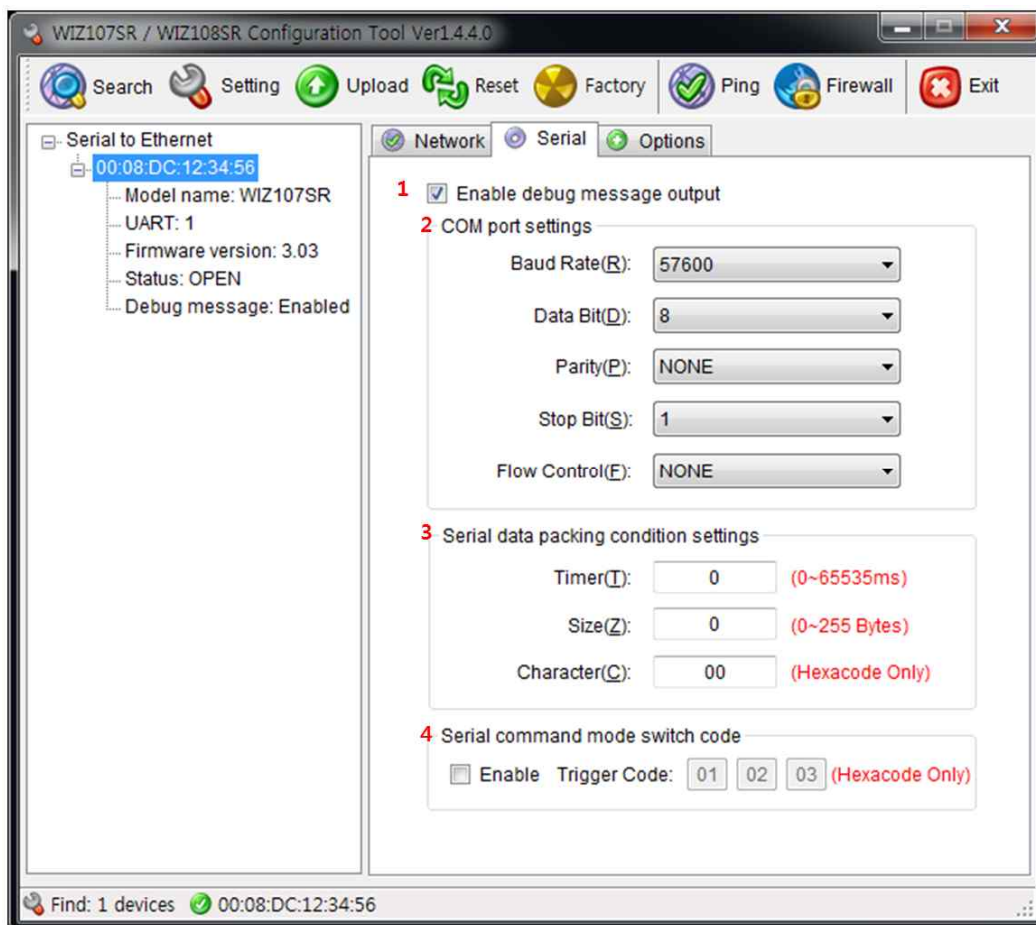 WIZ107SR / WIZ108SR Configuration Tool Ver1.4.4.0
Search Setting Upload Reset Factory Ping Firewall Exit
Serial to Ethernet
00:08:DC:12:34:56
Model name: WIZ107SR
UART: 1
Firmware version: 3.03
Status: OPEN
Debug message: Enabled
Network Serial Options
1 Enable debug message output
2 COM port settings
Baud Rate(R): 57600
Data Bit(D): 8
Parity(P): NONE
Stop Bit(S): 1
Flow Control(F): NONE
3 Serial data packing condition settings
Timer(T): 0 (0~65535ms)
Size(Z): 0 (0~255 Bytes)
Character(C): 00 (Hexacode Only)
4 Serial command mode switch code
Enable Trigger Code: 01 02 03 (Hexacode Only)
Find: 1 devices 00:08:DC:12:34:56